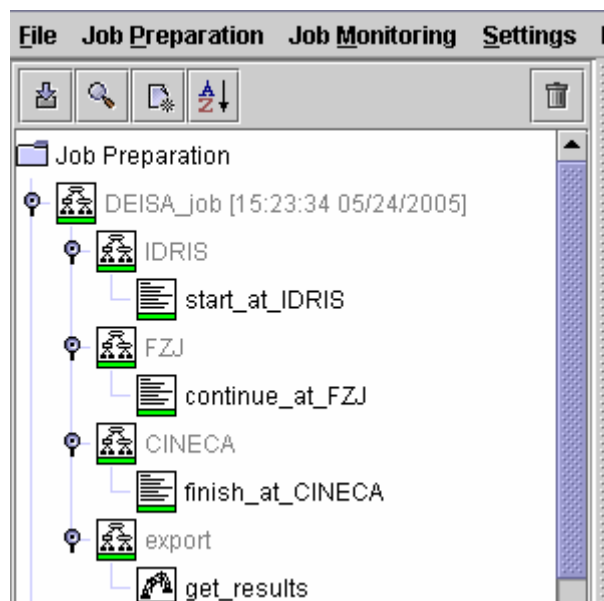 File Job Preparation Job Monitoring Settings
A
Z
Job Preparation
DEISA_job [15:23:34 05/24/2005]
IDRIS
start_at_IDRIS
FZJ
continue_at_FZJ
CINECA
finish_at_CINECA
export
get_results